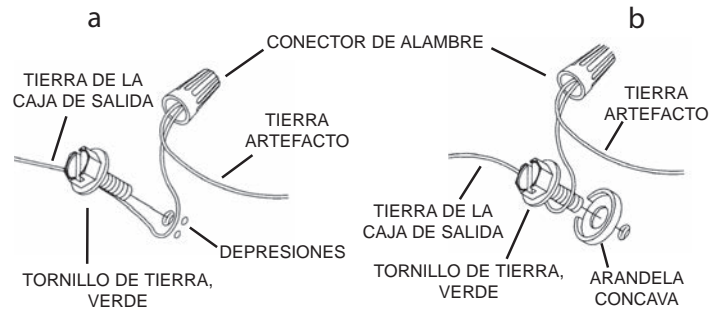 a
b
CONECTOR DE ALAMBRE
TIERRA DE LA
CAJA DE SALIDA
TIERRA
ARTEFACTO
DEPRESIONES
TORNILLO DE TIERRA,
VERDE
TIERRA
ARTEFACTO
TIERRA DE LA
CAJA DE SALIDA
TORNILLO DE TIERRA,
VERDE
ARANDELA
CONCAVA